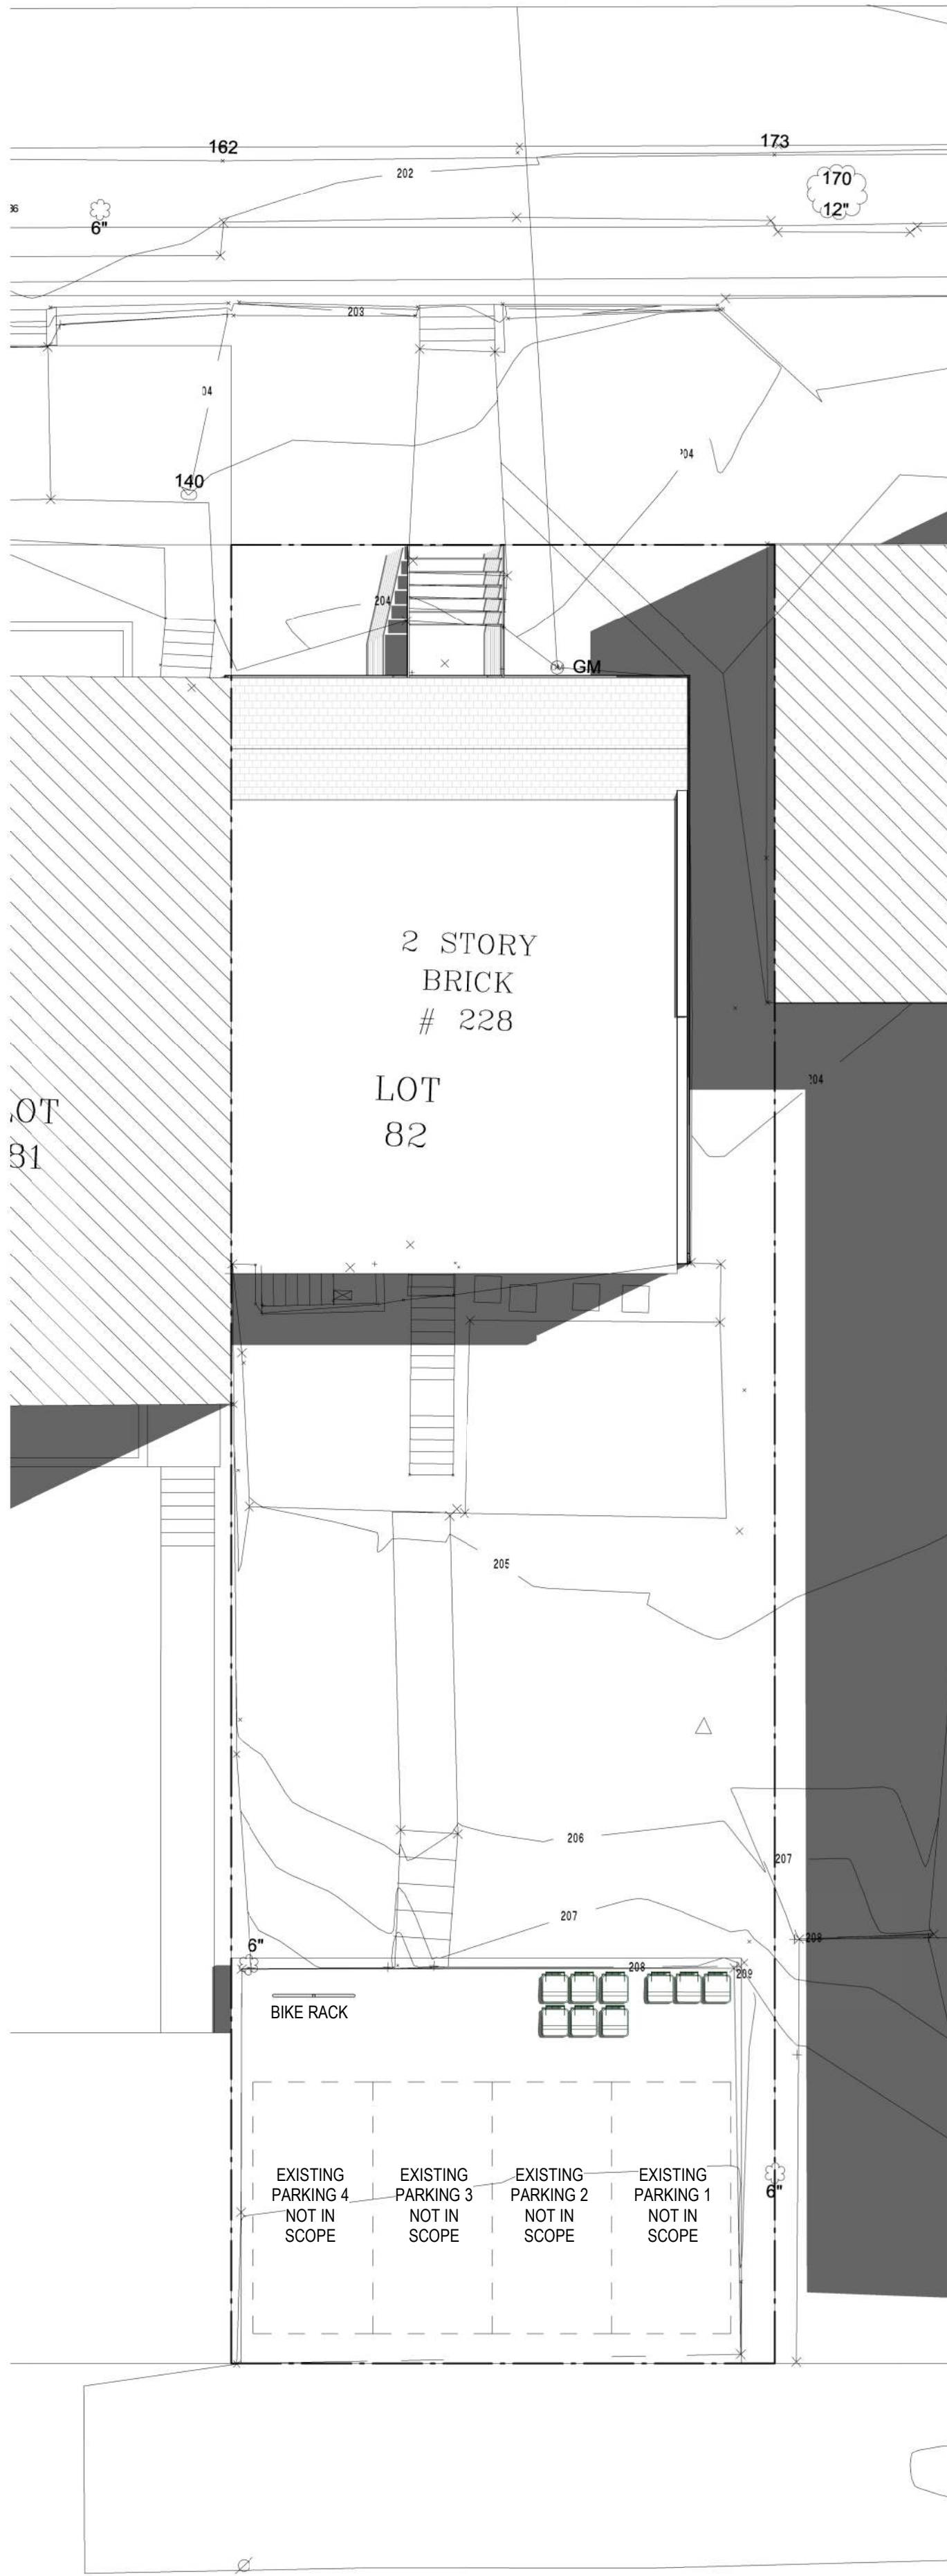 162
173
202
170
12"
6"
203
140
204
GM
2 STORY
BRICK
# 228
LOT
82
205
206
207
207
6"
208
208
209
BIKE RACK
EXISTING
PARKING 4
NOT IN
SCOPE
EXISTING
PARKING 3
NOT IN
SCOPE
EXISTING
PARKING 2
NOT IN
SCOPE
EXISTING
PARKING 1
NOT IN
SCOPE
6"